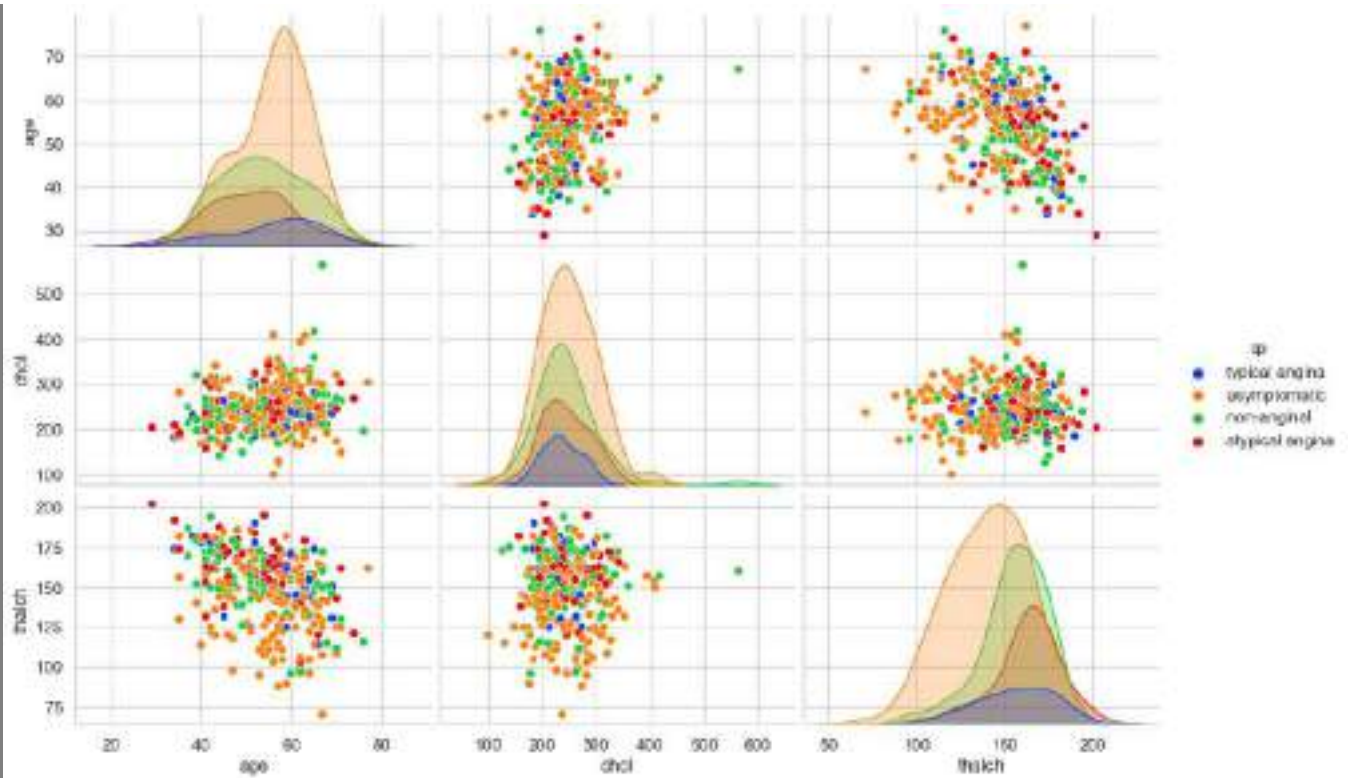 70
60
50
40
30
age
500
400
300
200
100
chol
200
175
150
125
100
75
thalch
20 40 60 80
age
100 200 300 400 500 600
chol
50 100 150 200
thalch
cp
typical angina
asymptomatic
non-anginal
atypical angina